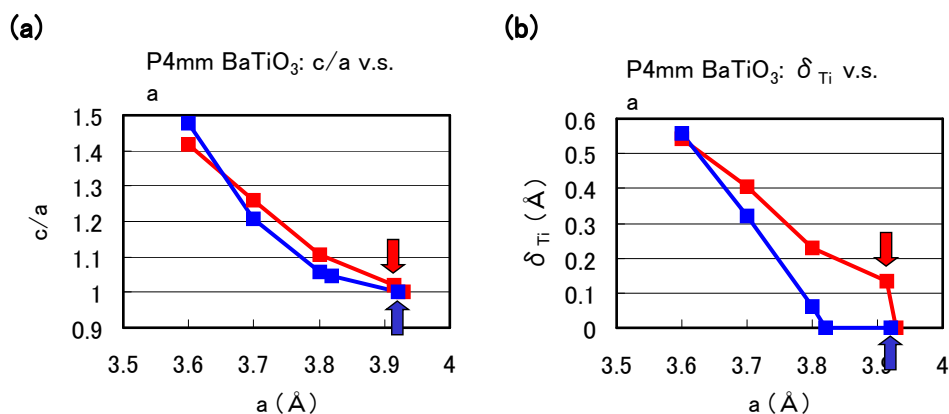 (a)
P4mm BaTiO₃: c/a v.s.
a
1.5
1.4
1.3
1.2
1.1
1
0.9
c/a
3.5 3.6 3.7 3.8 3.9 4
a (Å)
(b)
P4mm BaTiO₃: δ Ti v.s.
a
0.6
0.5
0.4
0.3
0.2
0.1
0
δ Ti (Å)
3.5 3.6 3.7 3.8 3.9 4
a (Å)